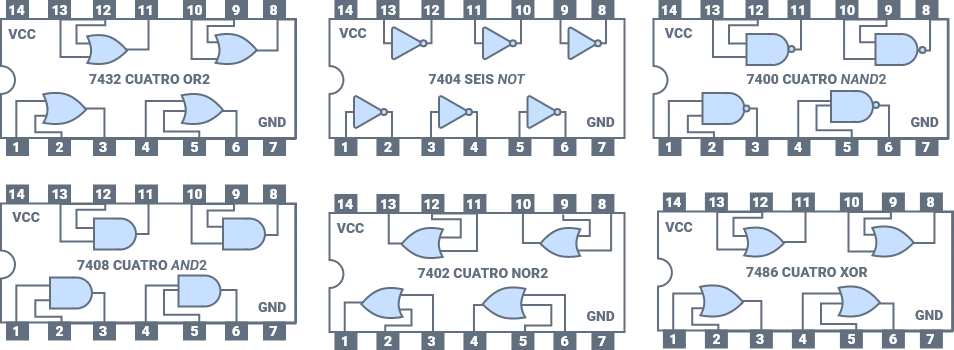 14 13 12 11 10 9 8
VCC
7432 CUATRO OR2
GND
1 2 3 4 5 6 7
14 13 12 11 10 9 8
VCC
7404 SEIS NOT
GND
1 2 3 4 5 6 7
14 13 12 11 10 9 8
VCC
7400 CUATRO NAND2
GND
1 2 3 4 5 6 7
14 13 12 11 10 9 8
VCC
7408 CUATRO AND2
GND
1 2 3 4 5 6 7
14 13 12 11 10 9 8
VCC
7402 CUATRO NOR2
GND
1 2 3 4 5 6 7
14 13 12 11 10 9 8
VCC
7486 CUATRO XOR
GND
1 2 3 4 5 6 7